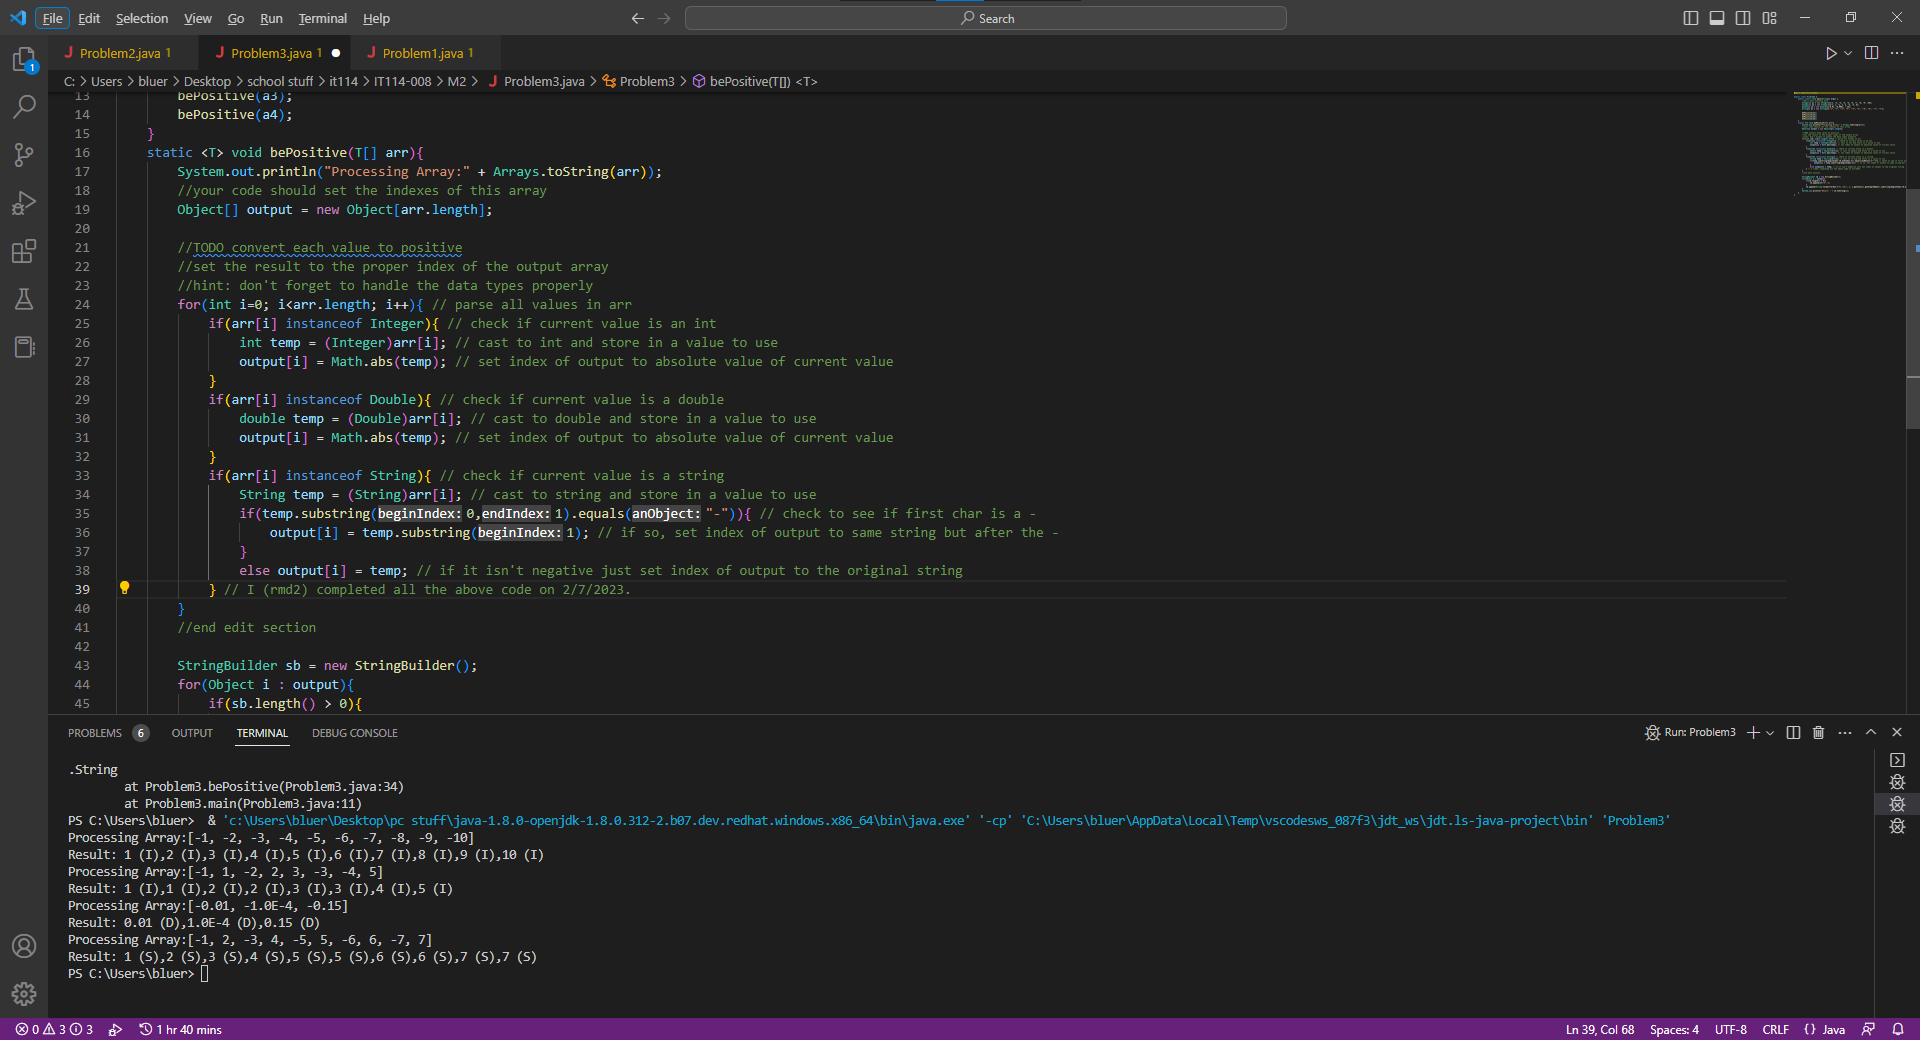 File Edit Selection View Go Run Terminal Help
Search
Problem2.java 1
Problem3.java 1
Problem1.java 1
C: > Users > bluer > Desktop > school stuff > it114 > IT114-008 > M2 > Problem3.java > Problem3 > bePositive(T[]) <T>
13 bePositive(a3);
14 bePositive(a4);
15 }
16 static <T> void bePositive(T[] arr){
17 System.out.println("Processing Array:" + Arrays.toString(arr));
18 //your code should set the indexes of this array
19 Object[] output = new Object[arr.length];
20
21 //TODO convert each value to positive
22 //set the result to the proper index of the output array
23 //hint: don't forget to handle the data types properly
24 for(int i=0; i<arr.length; i++){ // parse all values in arr
25 if(arr[i] instanceof Integer){ // check if current value is an int
26 int temp = (Integer)arr[i]; // cast to int and store in a value to use
27 output[i] = Math.abs(temp); // set index of output to absolute value of current value
28 }
29 if(arr[i] instanceof Double){ // check if current value is a double
30 double temp = (Double)arr[i]; // cast to double and store in a value to use
31 output[i] = Math.abs(temp); // set index of output to absolute value of current value
32 }
33 if(arr[i] instanceof String){ // check if current value is a string
34 String temp = (String)arr[i]; // cast to string and store in a value to use
35 if(temp.substring(beginIndex: 0,endIndex: 1).equals(anObject: "-")){ // check to see if first char is a -
36 output[i] = temp.substring(beginIndex: 1); // if so, set index of output to same string but after the -
37 }
38 else output[i] = temp; // if it isn't negative just set index of output to the original string
39 } // I (rmd2) completed all the above code on 2/7/2023.
40 }
41 //end edit section
42
43 StringBuilder sb = new StringBuilder();
44 for(Object i : output){
45 if(sb.length() > 0){
PROBLEMS 6 OUTPUT TERMINAL DEBUG CONSOLE
Run: Problem3
.String
at Problem3.bePositive(Problem3.java:34)
at Problem3.main(Problem3.java:11)
PS C:\Users\bluer> & 'c:\Users\bluer\Desktop\pc stuff\java-1.8.0-openjdk-1.8.0.312-2.b07.dev.redhat.windows.x86_64\bin\java.exe' '-cp' 'C:\Users\bluer\AppData\Local\Temp\vscodesws_087f3\jdt_ws\jdt.ls-java-project\bin' 'Problem3'
Processing Array:[-1, -2, -3, -4, -5, -6, -7, -8, -9, -10]
Result: 1 (I),2 (I),3 (I),4 (I),5 (I),6 (I),7 (I),8 (I),9 (I),10 (I)
Processing Array:[-1, 1, -2, 2, 3, -3, -4, 5]
Result: 1 (I),1 (I),2 (I),2 (I),3 (I),3 (I),4 (I),5 (I)
Processing Array:[-0.01, -1.0E-4, -0.15]
Result: 0.01 (D),1.0E-4 (D),0.15 (D)
Processing Array:[-1, 2, -3, 4, -5, 5, -6, 6, -7, 7]
Result: 1 (S),2 (S),3 (S),4 (S),5 (S),5 (S),6 (S),6 (S),7 (S),7 (S)
PS C:\Users\bluer>
0 3 3 1 hr 40 mins
Ln 39, Col 68 Spaces: 4 UTF-8 CRLF {} Java
1